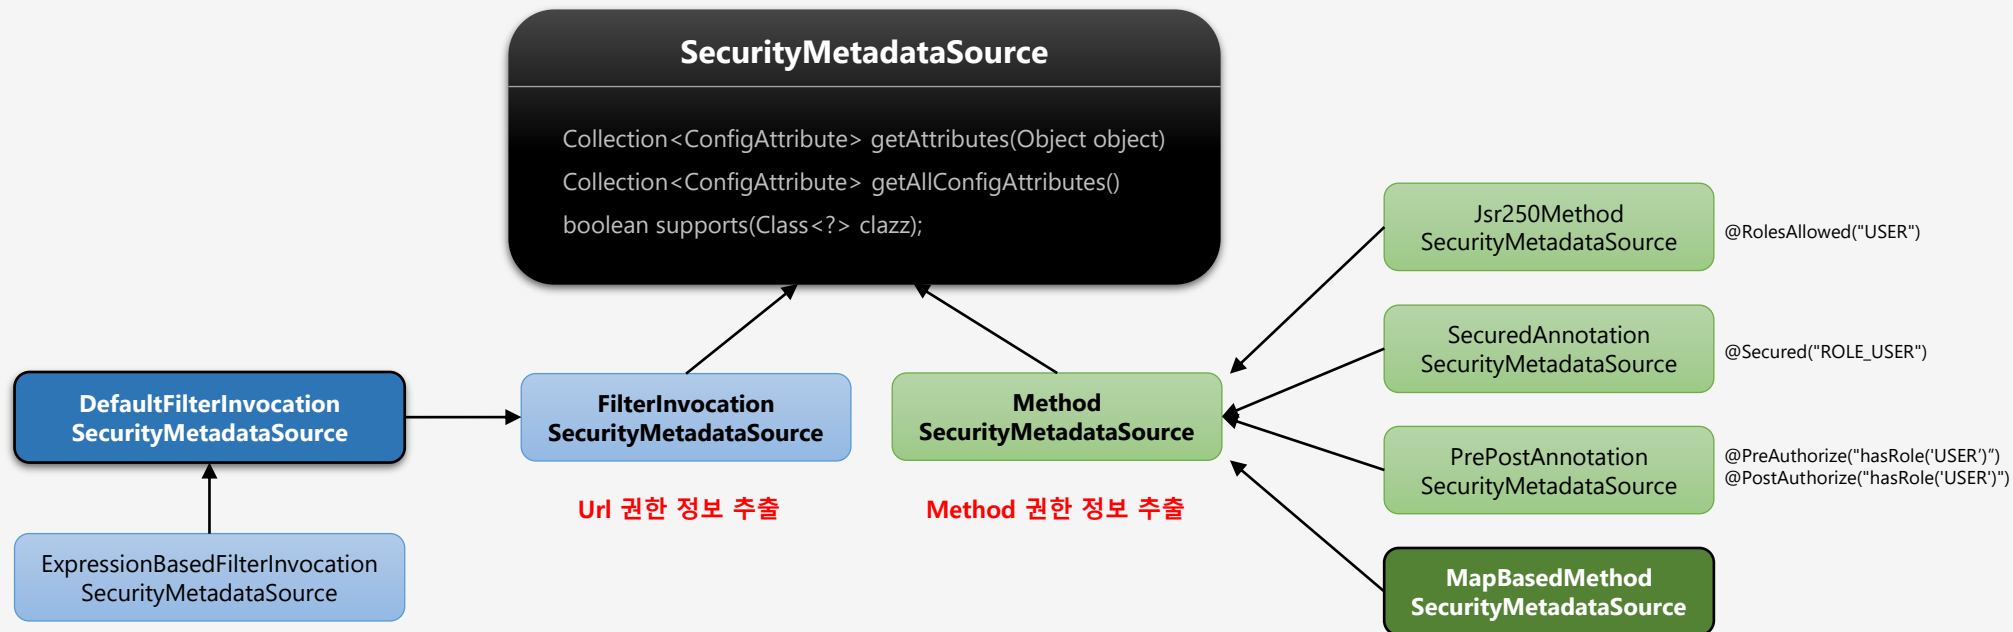 SecurityMetadataSource
Collection<ConfigAttribute> getAttributes(Object object)
Collection<ConfigAttribute> getAllConfigAttributes()
boolean supports(Class<?> clazz);
DefaultFilterInvocation
SecurityMetadataSource
ExpressionBasedFilterInvocation
SecurityMetadataSource
FilterInvocation
SecurityMetadataSource
Url 권한 정보 추출
Method
SecurityMetadataSource
Method 권한 정보 추출
Jsr250Method
SecurityMetadataSource
@RolesAllowed("USER")
SecuredAnnotation
SecurityMetadataSource
@Secured("ROLE_USER")
PrePostAnnotation
SecurityMetadataSource
@PreAuthorize("hasRole('USER’)”)
@PostAuthorize("hasRole('USER')")
MapBasedMethod
SecurityMetadataSource